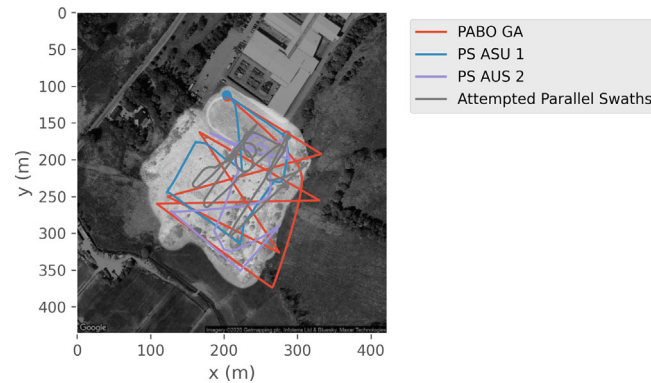 0
50
100
150
200
250
300
350
400
y (m)
0
100
200
300
400
x (m)
PABO GA
PS ASU 1
PS AUS 2
Attempted Parallel Swaths
Google
Imagery ©2020 Getmapping plc, Infoterra Ltd & Bluesky, Maxar Technologies